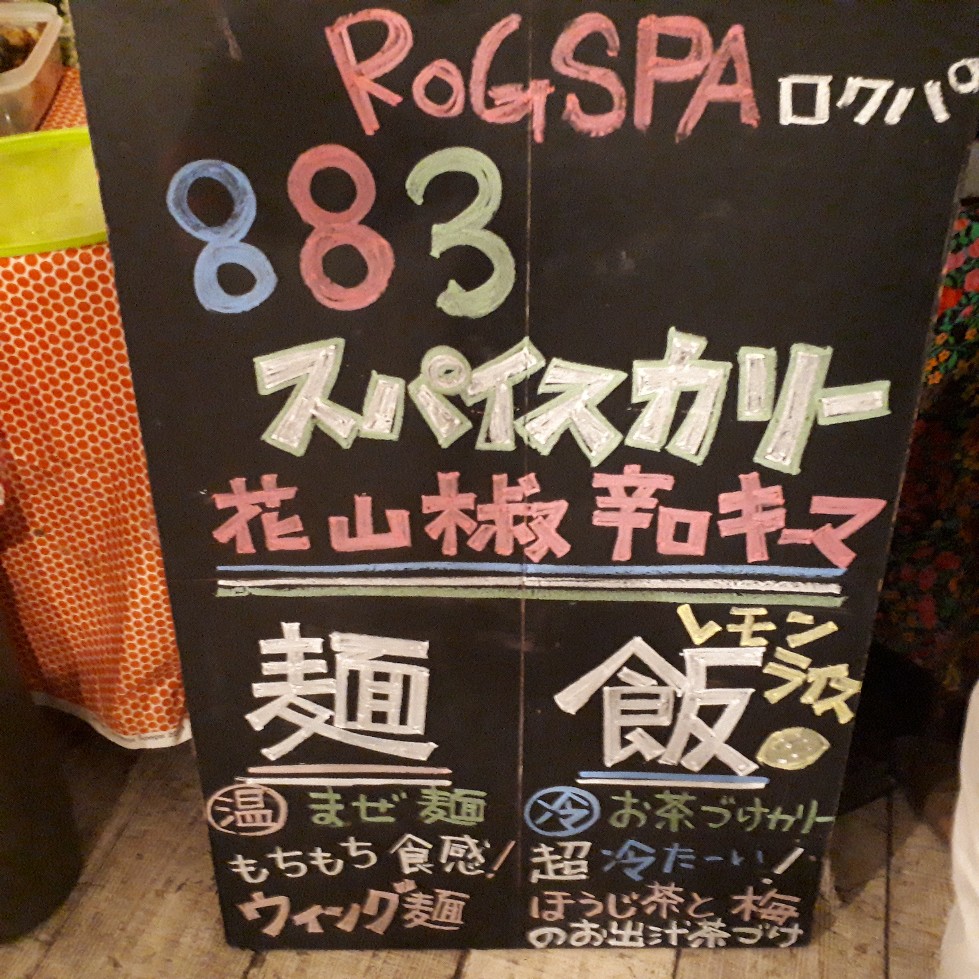 RoGSPA ロクパ
883
スパイスカリー
花山椒 辛口キーマ
麺
温 まぜ麺
もちもち食感!
ウィング麺
飯 レモン
ライス
冷 お茶づけカリー
超冷たーい!
ほうじ茶と梅
のお出汁茶づけ